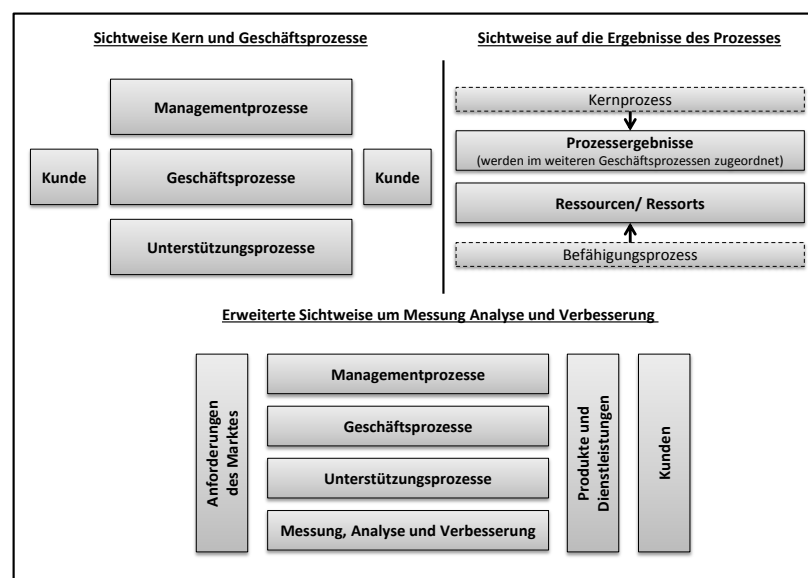 Sichtweise Kern und Geschäftsprozesse
Managementprozesse
Kunde
Geschäftsprozesse
Kunde
Unterstützungsprozesse
Sichtweise auf die Ergebnisse des Prozesses
Kernprozess
Prozessergebnisse
(werden im weiteren Geschäftsprozessen zugeordnet)
Ressourcen/ Ressorts
Befähigungsprozess
Erweiterte Sichtweise um Messung Analyse und Verbesserung
Anforderungen
des Marktes
Managementprozesse
Geschäftsprozesse
Unterstützungsprozesse
Messung, Analyse und Verbesserung
Produkte und
Dienstleistungen
Kunden